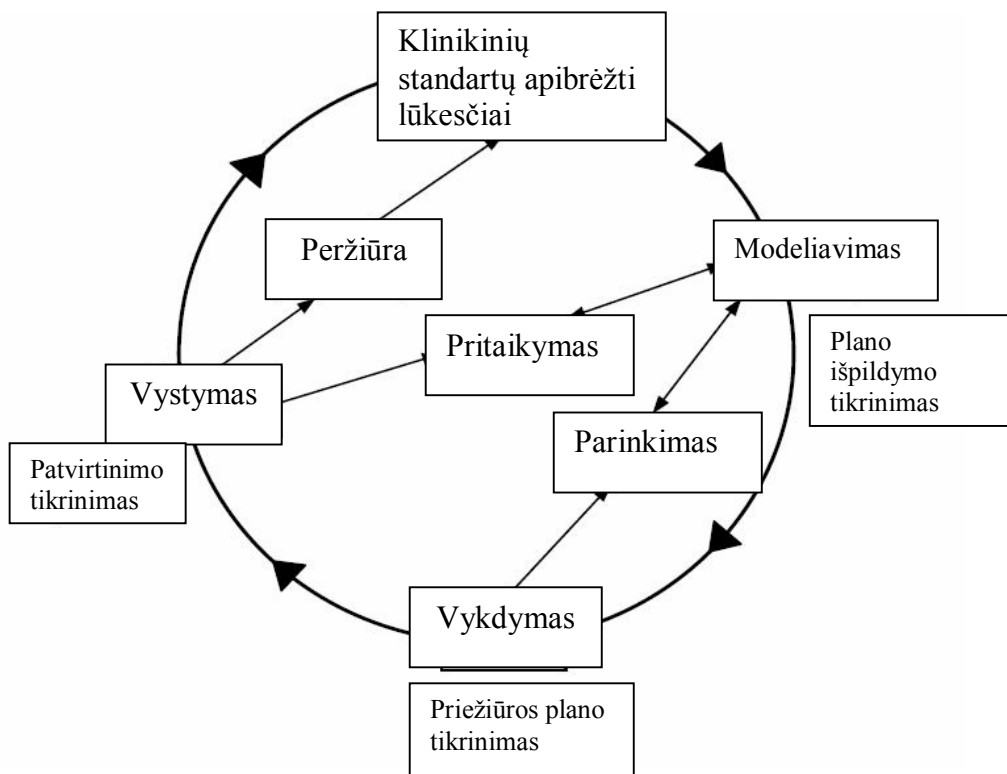 Klinikinių
standartų apibrėžti
lūkesčiai
Peržiūra
Modeliavimas
Pritaikymas
Plano
išpildymo
tikrinimas
Vystymas
Parinkimas
Patvirtinimo
tikrinimas
Vykdymas
Priežiūros plano
tikrinimas